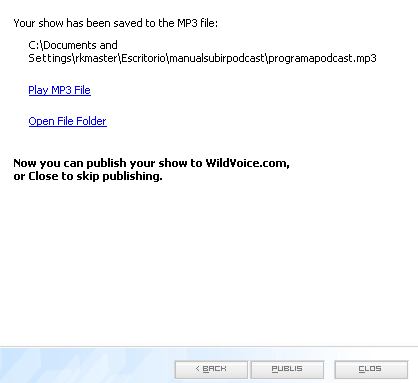 Your show has been saved to the MP3 file:
C:\Documents and
Settings\rkmaster\Escritorio\manualsubirpodcast\programapodcast.mp3
Play MP3 File
Open File Folder
Now you can publish your show to WildVoice.com,
or Close to skip publishing.
< BACK
PUBLIS
CLOS